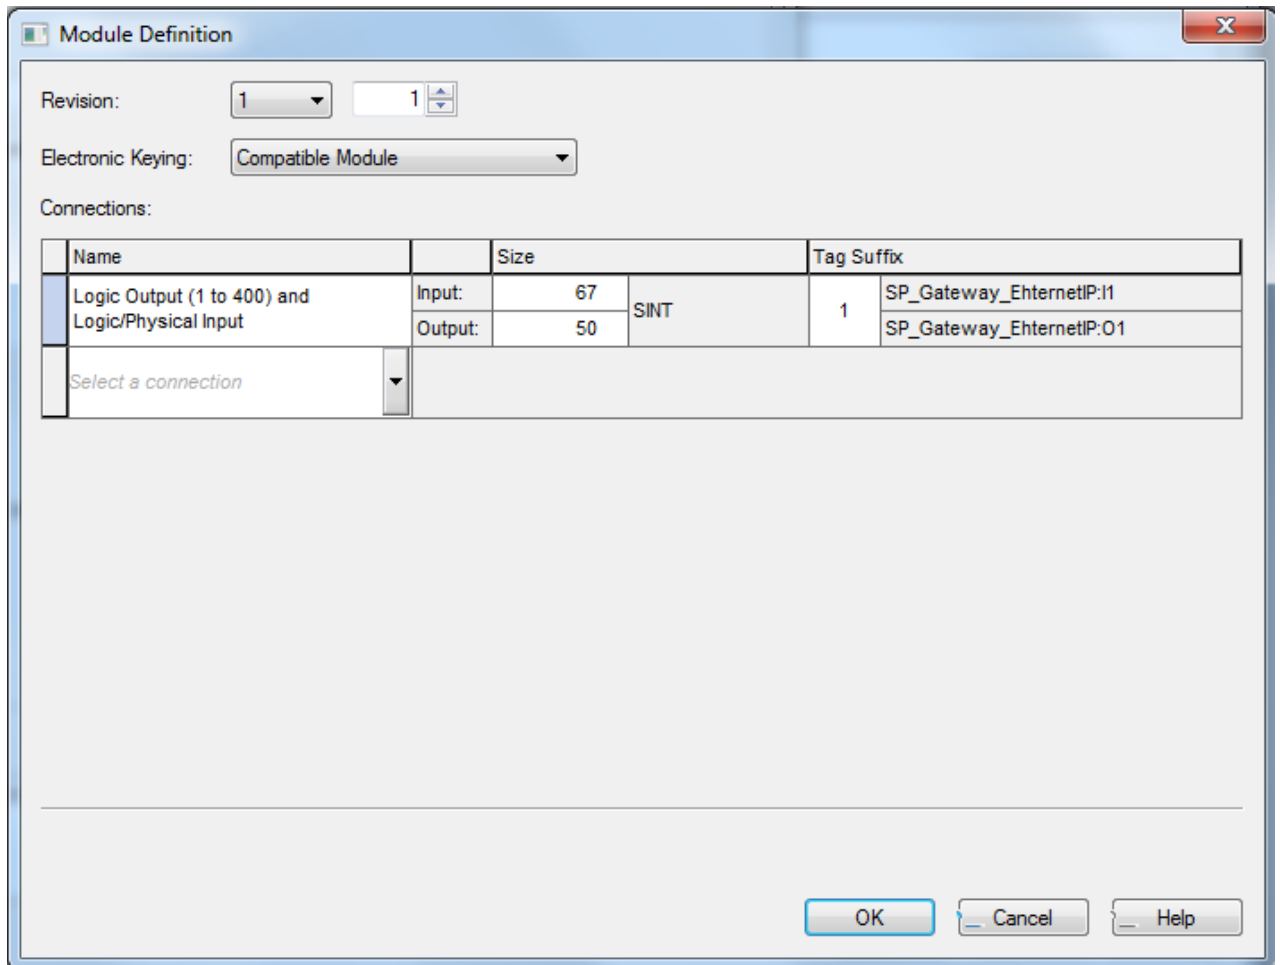 Module Definition
Revision: 1 1
Electronic Keying: Compatible Module
Connections:
Name Size Tag Suffix
Logic Output (1 to 400) and
Logic/Physical Input
Input: 67 SINT 1 SP_Gateway_EhternetIP:I1
Output: 50 SP_Gateway_EhternetIP:O1
Select a connection
OK Cancel Help